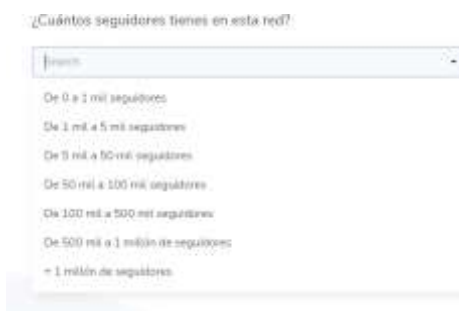 ¿Cuántos seguidores tienes en esta red?
Search
De 0 a 1 mil seguidores
De 1 mil a 5 mil seguidores
De 5 mil a 50 mil seguidores
De 50 mil a 100 mil seguidores
De 100 mil a 500 mil seguidores
De 500 mil a 1 millón de seguidores
+ 1 millón de seguidores